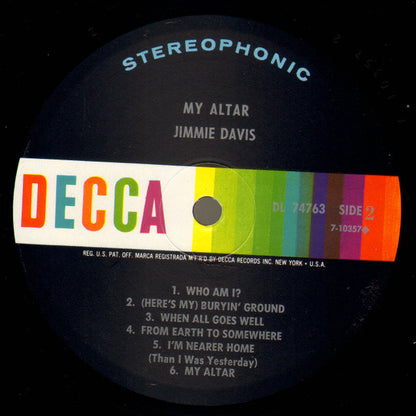 STEREOPHONIC
MY ALTAR
JIMMIE DAVIS
DECCA
DL 74763 SIDE 2
7-10357
REG. U.S. PAT. OFF. MARCA REGISTRADA M'F'R'D BY DECCA RECORDS INC. NEW YORK • U.S.A.
1. WHO AM I?
2. (HERE'S MY) BURYIN' GROUND
3. WHEN ALL GOES WELL
4. FROM EARTH TO SOMEWHERE
5. I'M NEARER HOME
(Than I Was Yesterday)
6. MY ALTAR